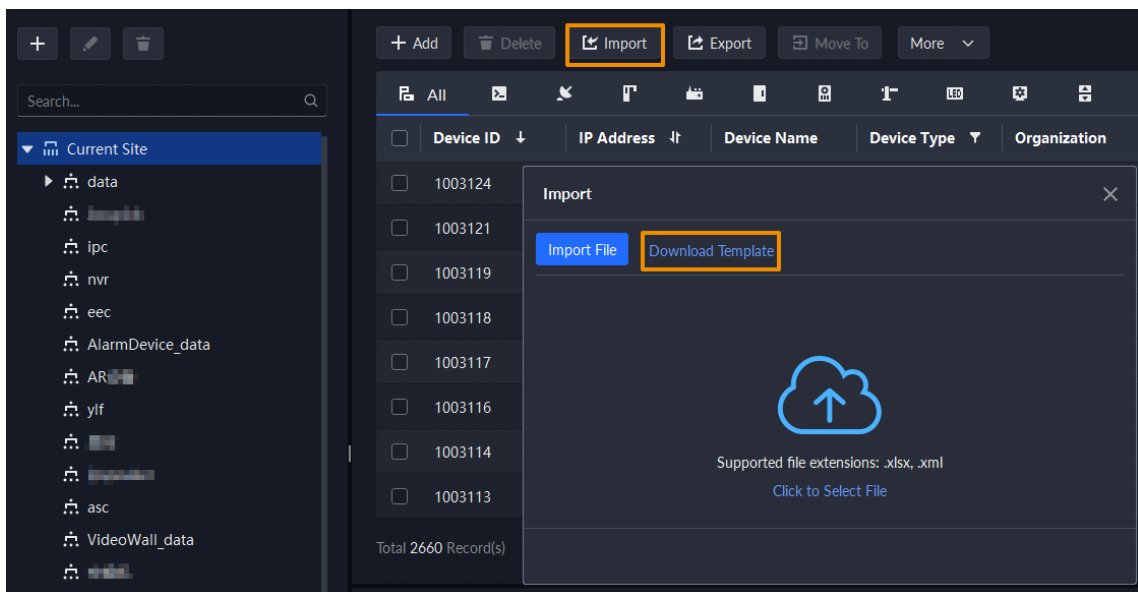 Add Delete Import Export Move To More
Search...
All LED
Device ID IP Address Device Name Device Type Organization
Current Site
data
ipc
nvr
eec
AlarmDevice_data
AR
ylf
asc
VideoWall_data
1003124
1003121
1003119
1003118
1003117
1003116
1003114
1003113
Total 2660 Record(s)
Import
Import File Download Template
Supported file extensions: .xlsx, .xml
Click to Select File